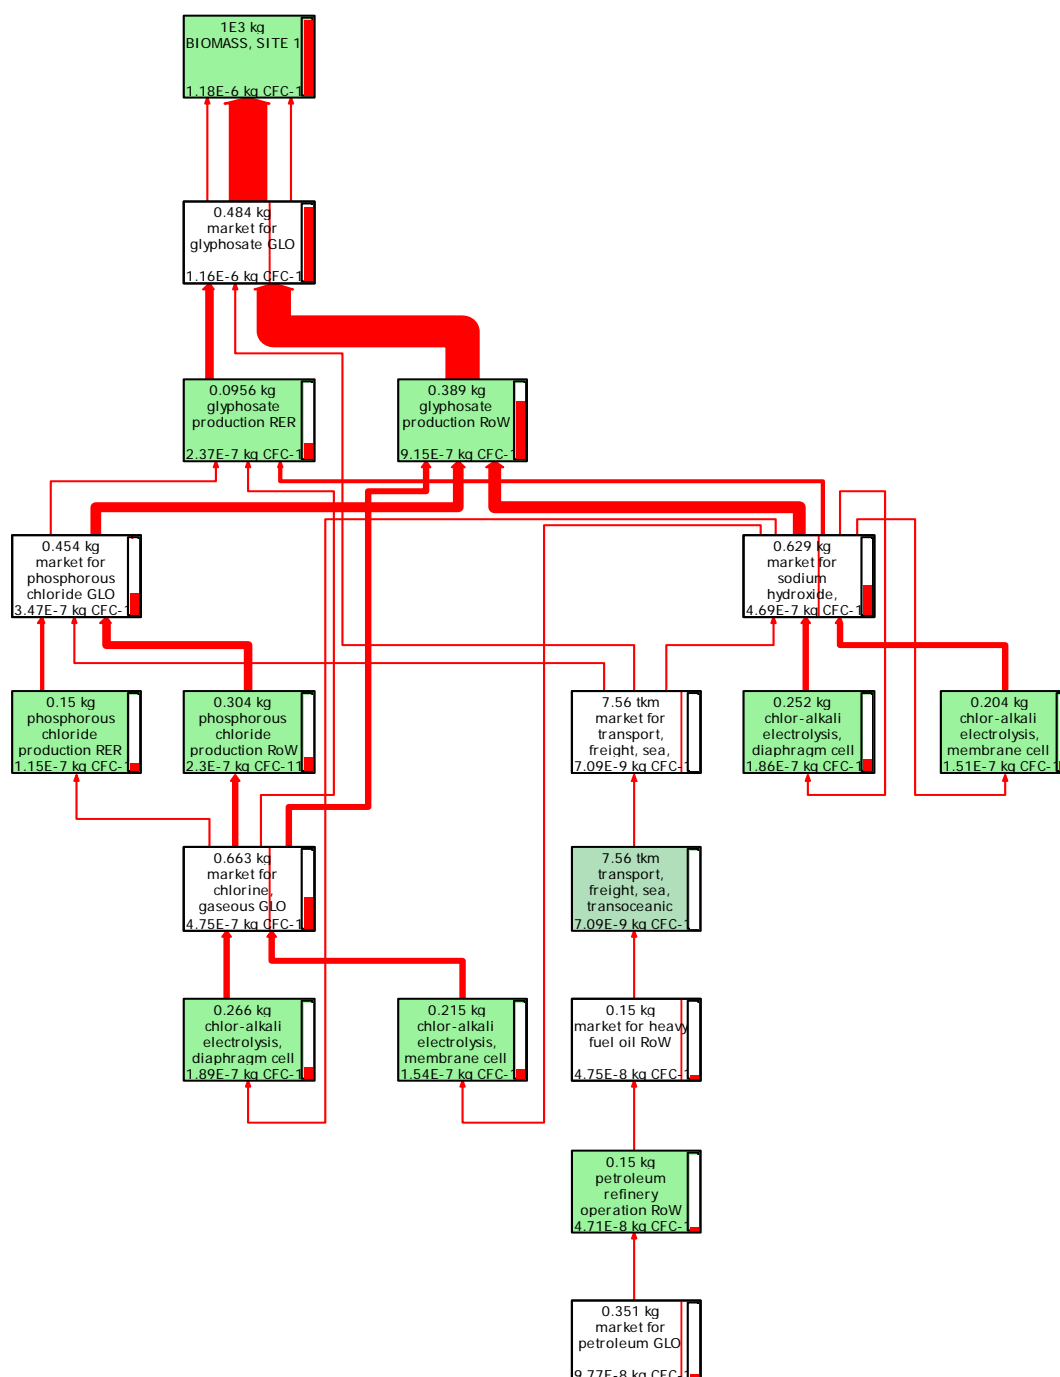 1E3 kg
BIOMASS, SITE 1
1.18E-6 kg CFC-1
0.484 kg
market for
glyphosate GLO
1.16E-6 kg CFC-1
0.0956 kg
glyphosate
production RER
2.37E-7 kg CFC-1
0.389 kg
glyphosate
production RoW
9.15E-7 kg CFC-1
0.454 kg
market for
phosphorous
chloride GLO
3.47E-7 kg CFC-1
0.629 kg
market for
sodium
hydroxide,
4.69E-7 kg CFC-1
0.15 kg
phosphorous
chloride
production RER
1.15E-7 kg CFC-1
0.304 kg
phosphorous
chloride
production RoW
2.3E-7 kg CFC-11
7.56 tkm
market for
transport,
freight, sea,
7.09E-9 kg CFC-1
0.252 kg
chlor-alkali
electrolysis,
diaphragm cell
1.86E-7 kg CFC-1
0.204 kg
chlor-alkali
electrolysis,
membrane cell
1.51E-7 kg CFC-1
0.663 kg
market for
chlorine,
gaseous GLO
4.75E-7 kg CFC-1
7.56 tkm
transport,
freight, sea,
transoceanic
7.09E-9 kg CFC-1
0.266 kg
chlor-alkali
electrolysis,
diaphragm cell
1.89E-7 kg CFC-1
0.215 kg
chlor-alkali
electrolysis,
membrane cell
1.54E-7 kg CFC-1
0.15 kg
market for heavy
fuel oil RoW
4.75E-8 kg CFC-1
0.15 kg
petroleum
refinery
operation RoW
4.71E-8 kg CFC-1
0.351 kg
market for
petroleum GLO
9.77E-8 kg CFC-1